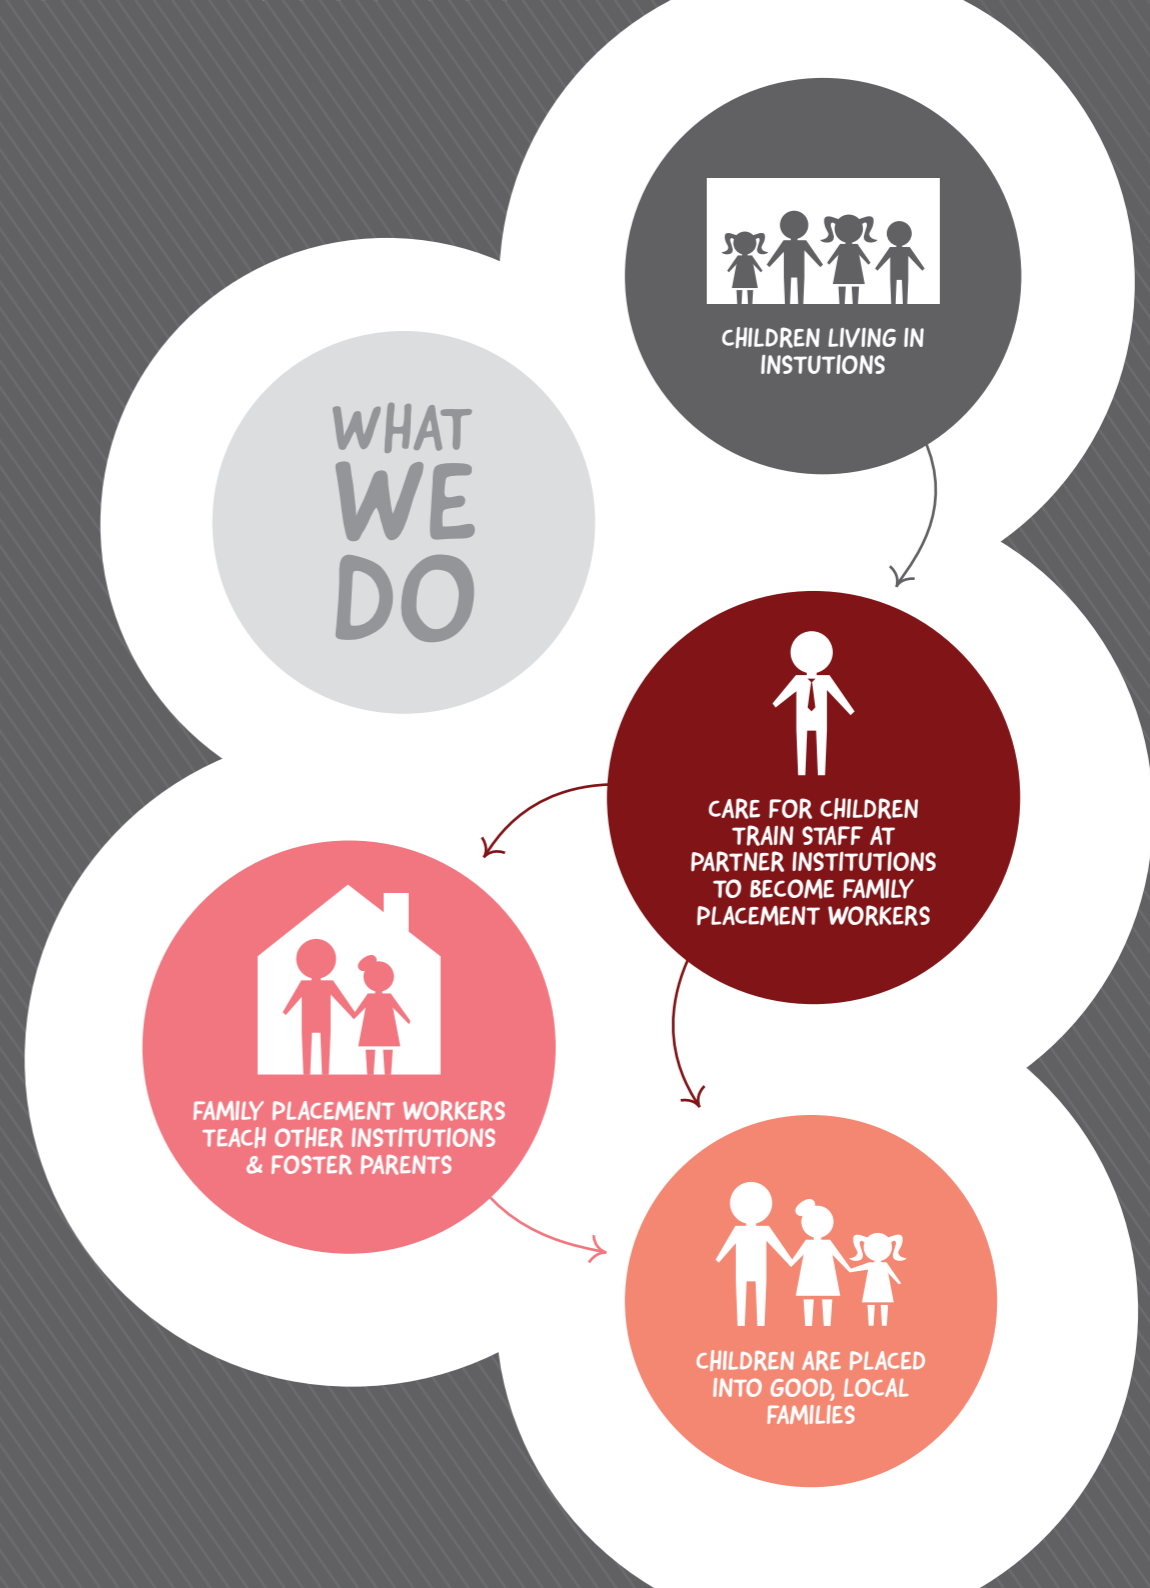 WHAT
WE
DO
CHILDREN LIVING IN
INSTUTIONS
CARE FOR CHILDREN
TRAIN STAFF AT
PARTNER INSTITUTIONS
TO BECOME FAMILY
PLACEMENT WORKERS
FAMILY PLACEMENT WORKERS
TEACH OTHER INSTITUTIONS
& FOSTER PARENTS
CHILDREN ARE PLACED
INTO GOOD, LOCAL
FAMILIES